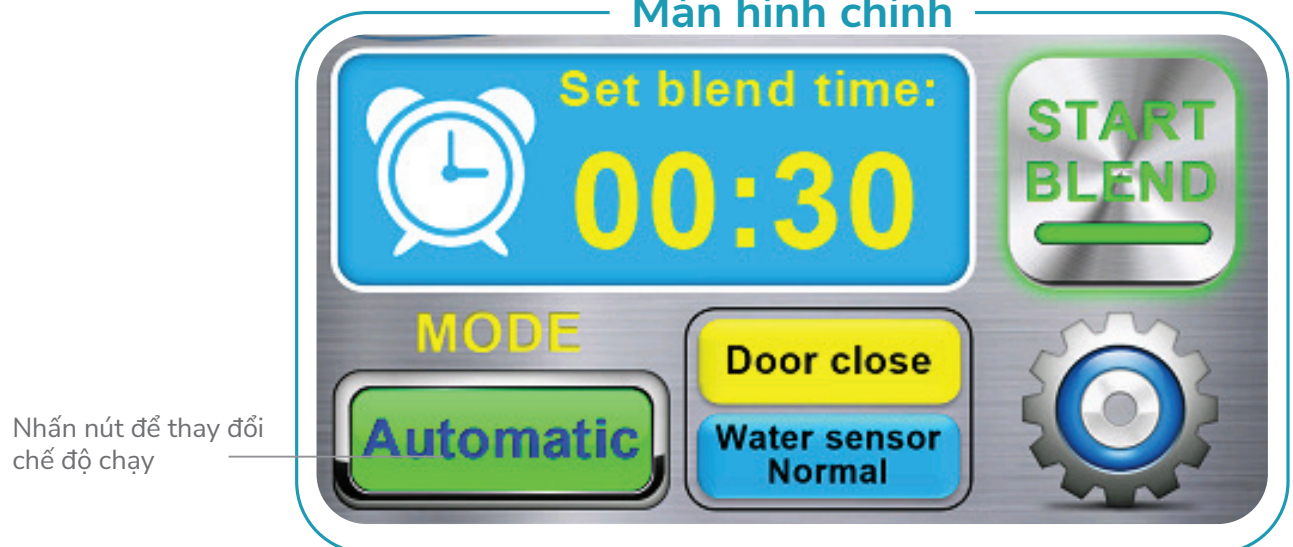 Màn hình chính
Set blend time:
00:30
START
BLEND
MODE
Automatic
Door close
Water sensor
Normal
Nhấn nút để thay đổi
chế độ chạy